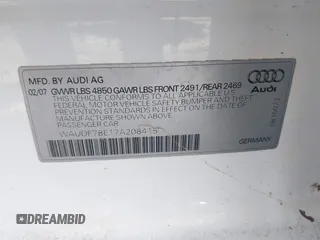 MFD. BY AUDI AG
02/07 GVWR LBS 4850 GAWR LBS FRONT 2491/REAR 2469
THIS VEHICLE CONFORMS TO ALL APPLICABLE U.S.
FEDERAL MOTOR VEHICLE SAFETY BUMPER AND THEFT
PREVENTION STANDARDS IN EFFECT ON THE DATE OF
MANUFACTURE SHOWN ABOVE
PASSENGER CAR
WAUDF78E17A208415
Audi
GERMANY
DREAMBID